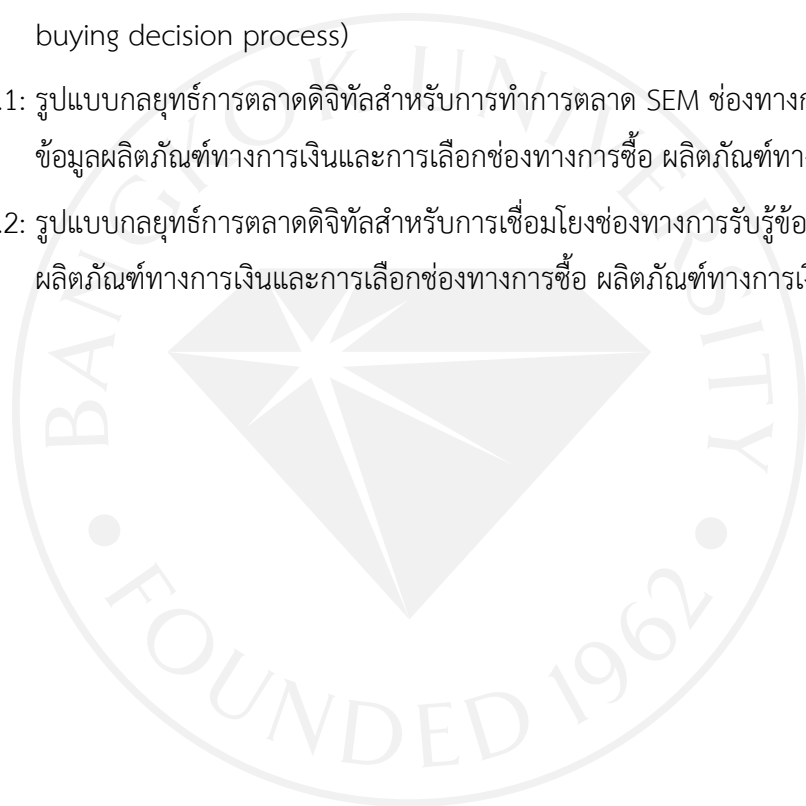 buying decision process)
.1: รูปแบบกลยุทธ์การตลาดดิจิทัลสำหรับการทำการตลาด SEM ช่องทางก
ข้อมูลผลิตภัณฑ์ทางการเงินและการเลือกช่องทางการซื้อ ผลิตภัณฑ์ทา
.2: รูปแบบกลยุทธ์การตลาดดิจิทัลสำหรับการเชื่อมโยงช่องทางการรับรู้ข้อ
ผลิตภัณฑ์ทางการเงินและการเลือกช่องทางการซื้อ ผลิตภัณฑ์ทางการเงิ
BANGKOK UNIVERSITY
FOUNDED 1962